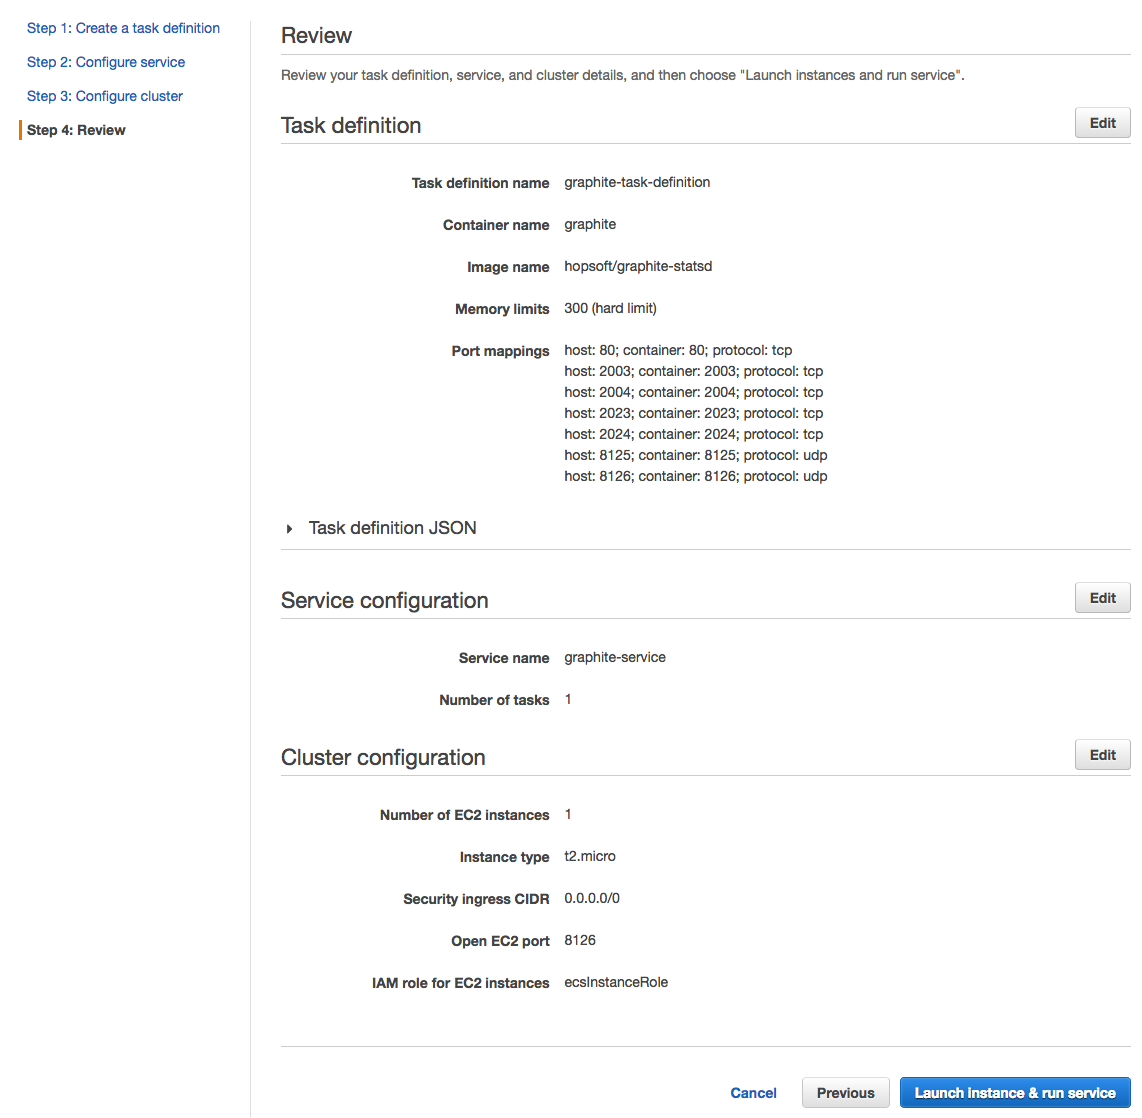 Step 1: Create a task definition
Step 2: Configure service
Step 3: Configure cluster
Step 4: Review
Review
Review your task definition, service, and cluster details, and then choose "Launch instances and run service".
Task definition
Edit
Task definition name graphite-task-definition
Container name graphite
Image name hopsoft/graphite-statsd
Memory limits 300 (hard limit)
Port mappings host: 80; container: 80; protocol: tcp
host: 2003; container: 2003; protocol: tcp
host: 2004; container: 2004; protocol: tcp
host: 2023; container: 2023; protocol: tcp
host: 2024; container: 2024; protocol: tcp
host: 8125; container: 8125; protocol: udp
host: 8126; container: 8126; protocol: udp
Task definition JSON
Service configuration
Edit
Service name graphite-service
Number of tasks 1
Cluster configuration
Edit
Number of EC2 instances 1
Instance type t2.micro
Security ingress CIDR 0.0.0.0/0
Open EC2 port 8126
IAM role for EC2 instances ecsInstanceRole
Cancel
Previous
Launch instance & run service